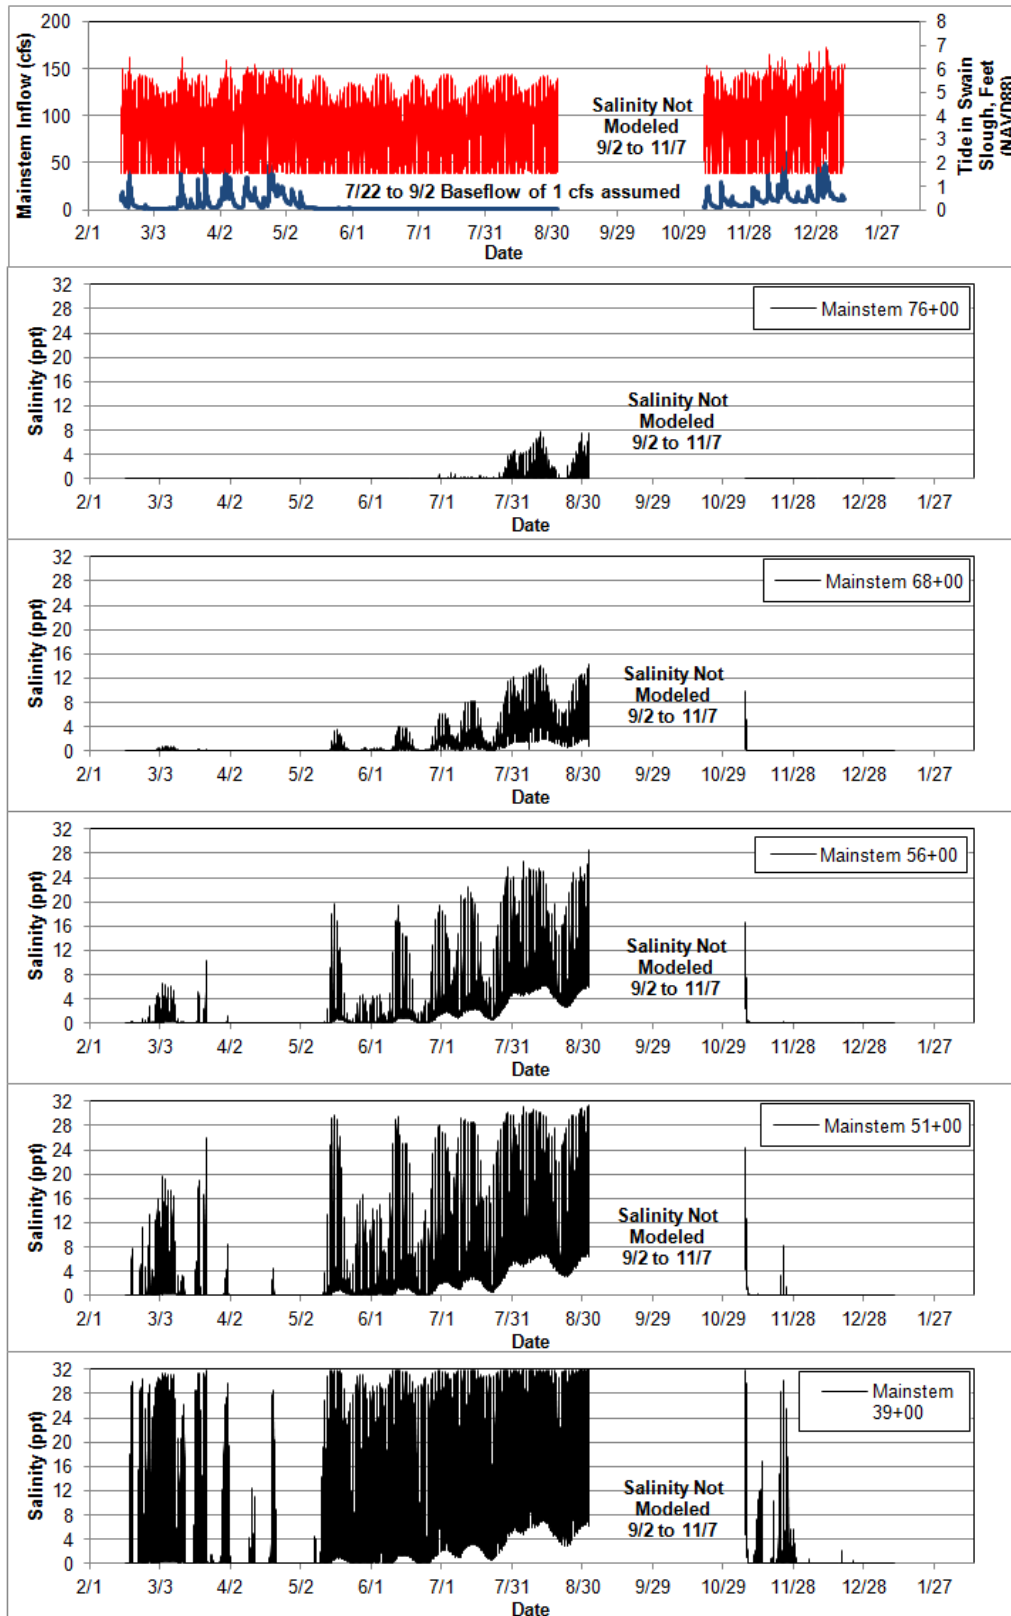 Mainstem Inflow (cfs)
200
150
100
50
0
8
7
6
5
4
3
2
1
0
Tide in Swain
Slough, Feet
(NAVD88)
Salinity Not
Modeled
9/2 to 11/7
7/22 to 9/2 Baseflow of 1 cfs assumed
2/1 3/3 4/2 5/2 6/1 7/1 7/31 8/30 9/29 10/29 11/28 12/28 1/27
Date
Salinity (ppt)
32
28
24
20
16
12
8
4
0
Mainstem 76+00
Salinity Not
Modeled
9/2 to 11/7
2/1 3/3 4/2 5/2 6/1 7/1 7/31 8/30 9/29 10/29 11/28 12/28 1/27
Date
Salinity (ppt)
32
28
24
20
16
12
8
4
0
Mainstem 68+00
Salinity Not
Modeled
9/2 to 11/7
2/1 3/3 4/2 5/2 6/1 7/1 7/31 8/30 9/29 10/29 11/28 12/28 1/27
Date
Salinity (ppt)
32
28
24
20
16
12
8
4
0
Mainstem 56+00
Salinity Not
Modeled
9/2 to 11/7
2/1 3/3 4/2 5/2 6/1 7/1 7/31 8/30 9/29 10/29 11/28 12/28 1/27
Date
Salinity (ppt)
32
28
24
20
16
12
8
4
0
Mainstem 51+00
Salinity Not
Modeled
9/2 to 11/7
2/1 3/3 4/2 5/2 6/1 7/1 7/31 8/30 9/29 10/29 11/28 12/28 1/27
Date
Salinity (ppt)
32
28
24
20
16
12
8
4
0
Mainstem
39+00
Salinity Not
Modeled
9/2 to 11/7
2/1 3/3 4/2 5/2 6/1 7/1 7/31 8/30 9/29 10/29 11/28 12/28 1/27
Date